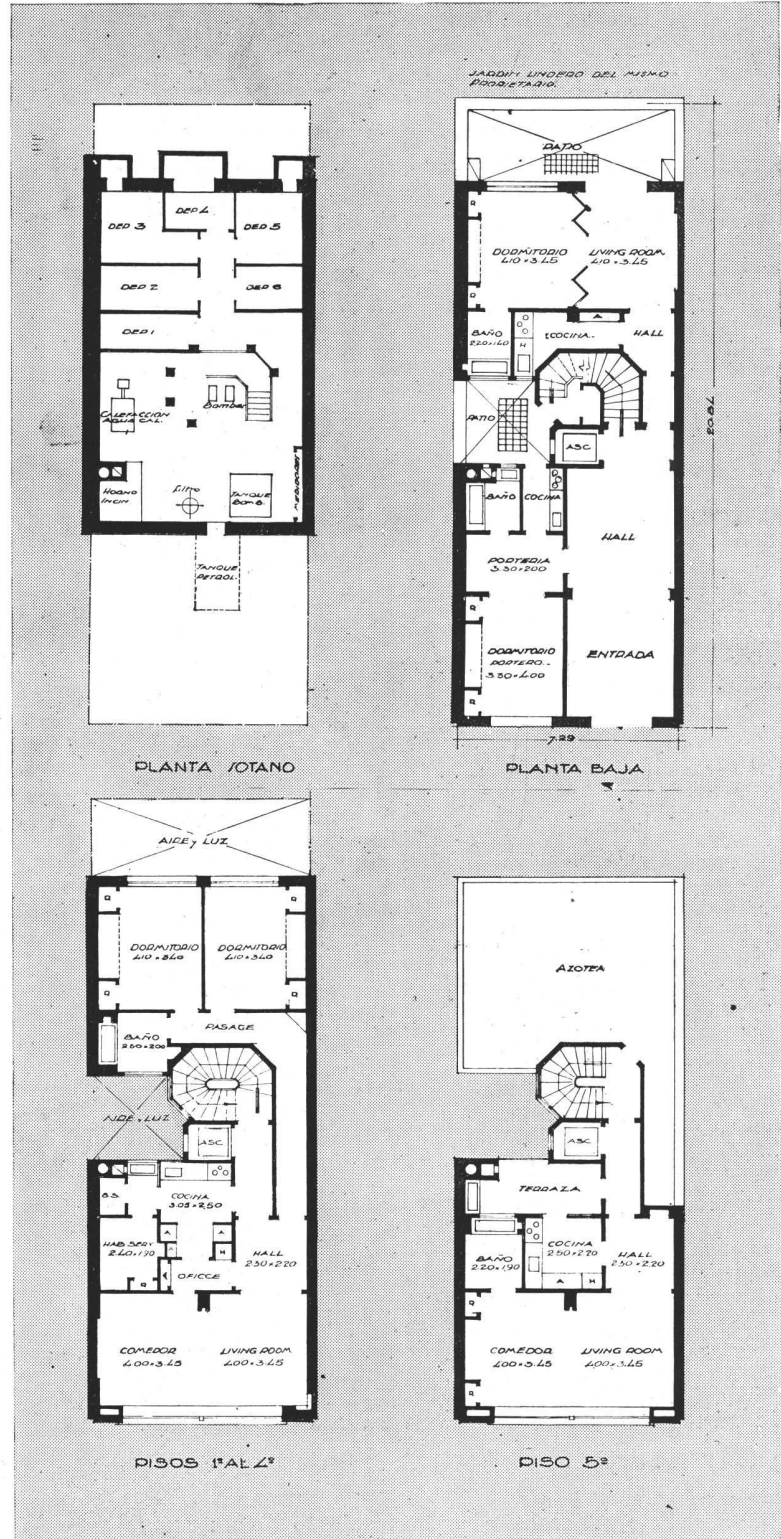 JARDIN LINDERO DEL MISMO
PROPIETARIO.
DEP 3
DEP 4
DEP 5
DEP 2
DEP 6
DEP 1
CALEFACCION
AGUA CAL.
Bombas
HORNO
INCIN
filtro
TANQUE
BOMB.
MEDIDORES
TANQUE
PETROL.
PLANTA SOTANO
PATIO
R
DORMITORIO
4.10 × 3.45
LIVING ROOM
4.10 × 3.45
R
BAÑO
2.20 × 1.40
COCINA
A
H
HALL
PATIO
ASC
BAÑO
COCINA
HALL
PORTERIA
3.30 × 2.00
R
DORMITORIO
PORTERO.-
3.30 × 4.00
R
ENTRADA
20.87
7.29
PLANTA BAJA
AIRE y LUZ
R
R
DORMITORIO
4.10 × 3.40
DORMITORIO
4.10 × 3.40
R
R
PASAGE
BAÑO
2.60 × 2.00
AIRE y LUZ
ASC
B.S.
COCINA
3.05 × 2.50
HAB SERV
2.40 × 1.90
H
R
OFICCE
HALL
2.30 × 2.20
COMEDOR
4.00 × 3.45
LIVING ROOM
4.00 × 3.45
PISOS 1º AL 4º
AZOTEA
ASC
TERRAZA
BAÑO
2.20 × 1.90
COCINA
2.50 × 2.20
A
H
HALL
2.30 × 2.20
R
COMEDOR
4.00 × 3.45
LIVING ROOM
4.00 × 3.45
R
PISO 5º